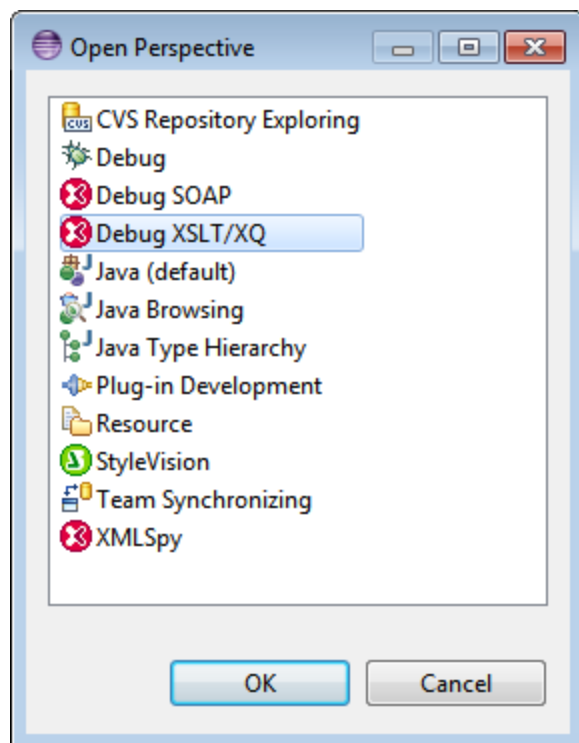 Open Perspective
CVS CVS Repository Exploring
Debug
Debug SOAP
Debug XSLT/XQ
Java (default)
Java Browsing
Java Type Hierarchy
Plug-in Development
Resource
StyleVision
Team Synchronizing
XMLSpy
OK Cancel